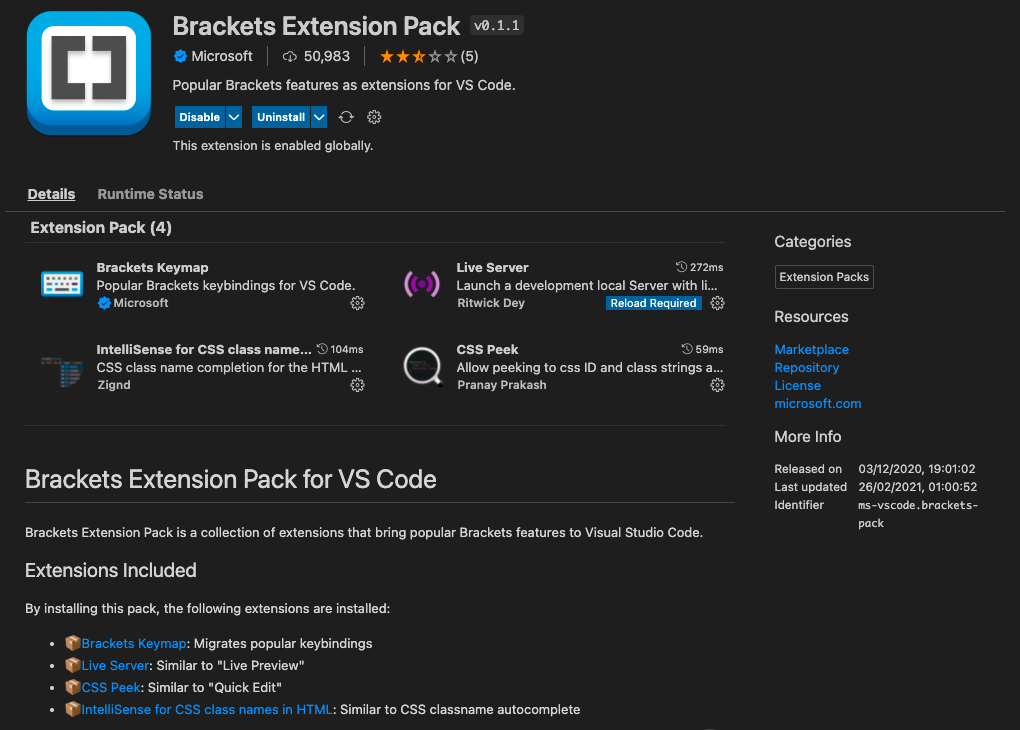 Brackets Extension Pack v0.1.1
Microsoft 50,983 (5)
Popular Brackets features as extensions for VS Code.
Disable Uninstall
This extension is enabled globally.
Details Runtime Status
Extension Pack (4)
Brackets Keymap
Popular Brackets keybindings for VS Code.
Microsoft
Live Server 272ms
Launch a development local Server with li...
Ritwick Dey Reload Required
IntelliSense for CSS class name... 104ms
CSS class name completion for the HTML ...
Zignd
CSS Peek 59ms
Allow peeking to css ID and class strings a...
Pranay Prakash
Brackets Extension Pack for VS Code
Brackets Extension Pack is a collection of extensions that bring popular Brackets features to Visual Studio Code.
Extensions Included
By installing this pack, the following extensions are installed:
• 📦Brackets Keymap: Migrates popular keybindings
• 📦Live Server: Similar to "Live Preview"
• 📦CSS Peek: Similar to "Quick Edit"
• 📦IntelliSense for CSS class names in HTML: Similar to CSS classname autocomplete
Categories
Extension Packs
Resources
Marketplace
Repository
License
microsoft.com
More Info
Released on 03/12/2020, 19:01:02
Last updated 26/02/2021, 01:00:52
Identifier ms-vscode.brackets-
pack